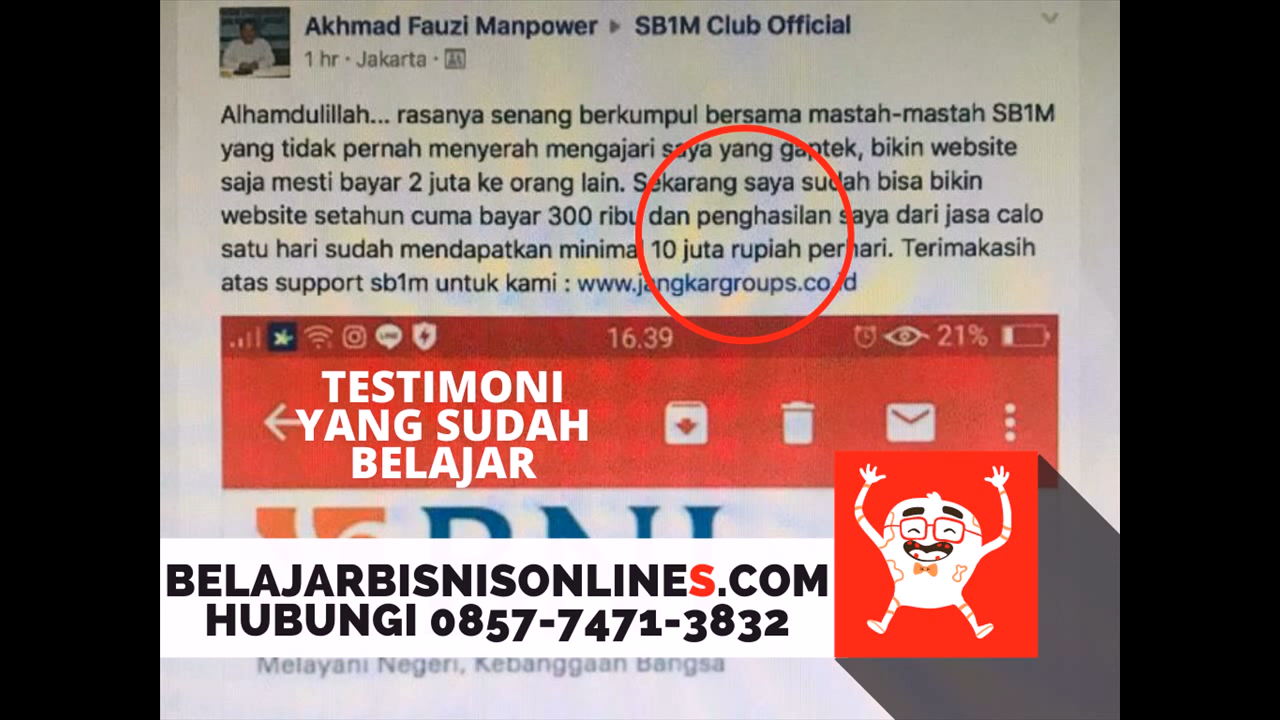 Akhmad Fauzi Manpower ▸ SB1M Club Official
1 hr · Jakarta ·
Alhamdulillah... rasanya senang berkumpul bersama mastah-mastah SB1M
yang tidak pernah menyerah mengajari saya yang gaptek, bikin website
saja mesti bayar 2 juta ke orang lain. Sekarang saya sudah bisa bikin
website setahun cuma bayar 300 ribu dan penghasilan saya dari jasa calo
satu hari sudah mendapatkan minimal 10 juta rupiah perhari. Terimakasih
atas support sb1m untuk kami : www.jangkargroups.co.id
16.39
21%
TESTIMONI
YANG SUDAH
BELAJAR
BNI
BELAJARBISNISONLINES.COM
HUBUNGI 0857-7471-3832
Melayani Negeri, Kebanggaan Bangsa